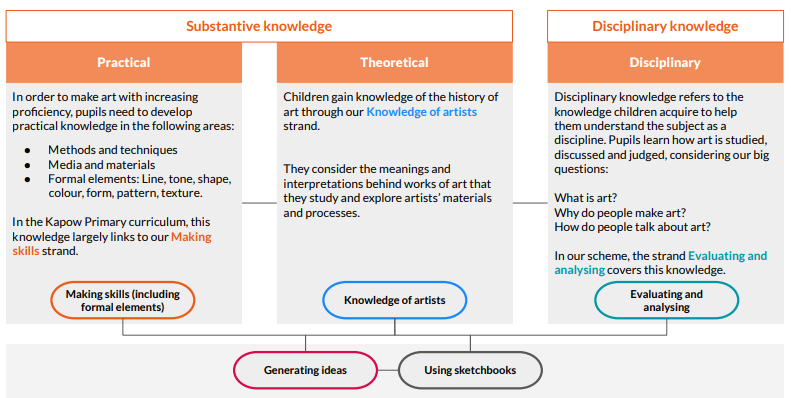 Substantive knowledge
Disciplinary knowledge
Practical
In order to make art with increasing
proficiency, pupils need to develop
practical knowledge in the following areas:
● Methods and techniques
● Media and materials
● Formal elements: Line, tone, shape,
colour, form, pattern, texture.
In the Kapow Primary curriculum, this
knowledge largely links to our Making
skills strand.
Making skills (including
formal elements)
Theoretical
Children gain knowledge of the history of
art through our Knowledge of artists
strand.
They consider the meanings and
interpretations behind works of art that
they study and explore artists' materials
and processes.
Knowledge of artists
Disciplinary
Disciplinary knowledge refers to the
knowledge children acquire to help
them understand the subject as a
discipline. Pupils learn how art is studied,
discussed and judged, considering our big
questions:
What is art?
Why do people make art?
How do people talk about art?
In our scheme, the strand Evaluating and
analysing covers this knowledge.
Evaluating and
analysing
Generating ideas
Using sketchbooks